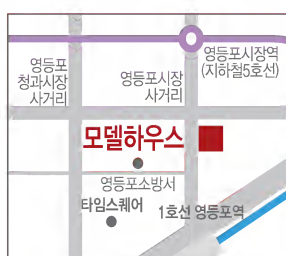 영등포
청과시장
사거리
영등포시장
사거리
영등포시장역
(지하철5호선)
모델하우스
영등포소방서
타임스퀘어
1호선 영등포역